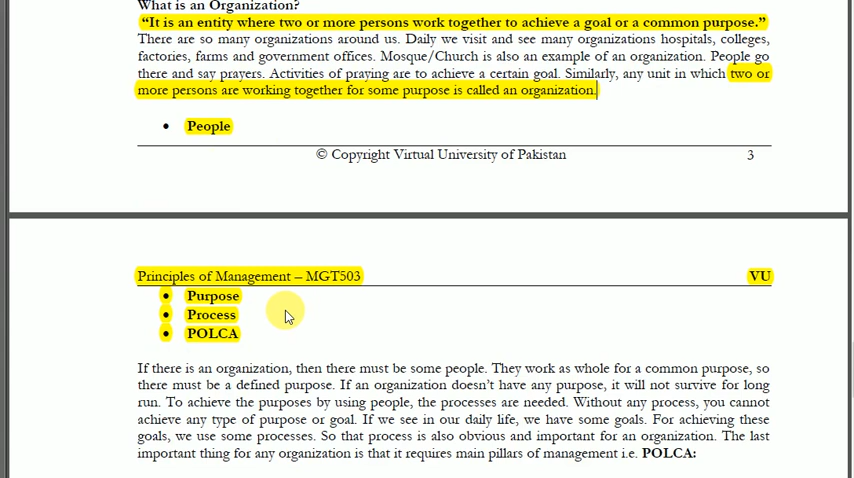 What is an Organization?
“It is an entity where two or more persons work together to achieve a goal or a common purpose.”
There are so many organizations around us. Daily we visit and see many organizations hospitals, colleges,
factories, farms and government offices. Mosque/Church is also an example of an organization. People go
there and say prayers. Activities of praying are to achieve a certain goal. Similarly, any unit in which two or
more persons are working together for some purpose is called an organization.
• People
© Copyright Virtual University of Pakistan 3
Principles of Management – MGT503 VU
• Purpose
• Process
• POLCA
If there is an organization, then there must be some people. They work as whole for a common purpose, so
there must be a defined purpose. If an organization doesn’t have any purpose, it will not survive for long
run. To achieve the purposes by using people, the processes are needed. Without any process, you cannot
achieve any type of purpose or goal. If we see in our daily life, we have some goals. For achieving these
goals, we use some processes. So that process is also obvious and important for an organization. The last
important thing for any organization is that it requires main pillars of management i.e. POLCA: